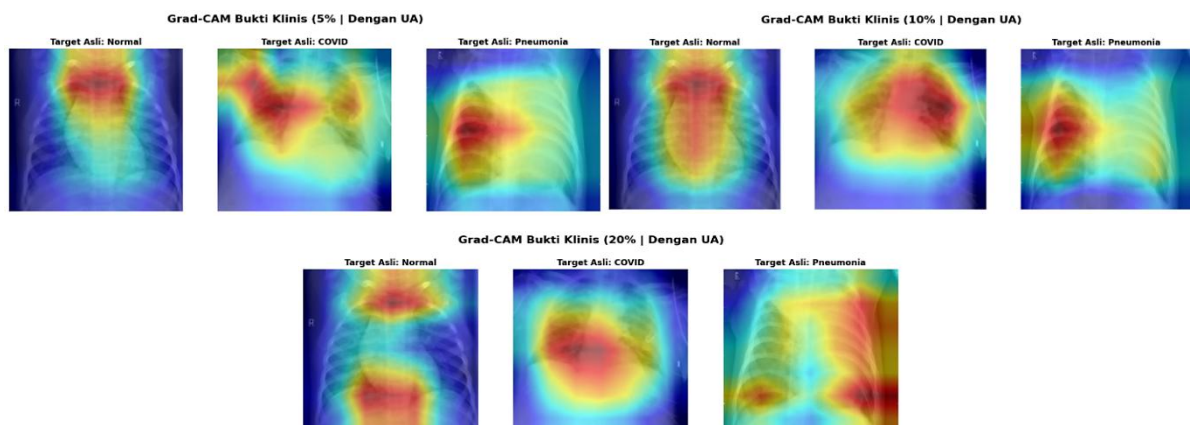 Grad-CAM Bukti Klinis (5% | Dengan UA)
Target Asli: Normal
Target Asli: COVID
Target Asli: Pneumonia
Grad-CAM Bukti Klinis (10% | Dengan UA)
Target Asli: Normal
Target Asli: COVID
Target Asli: Pneumonia
Grad-CAM Bukti Klinis (20% | Dengan UA)
Target Asli: Normal
Target Asli: COVID
Target Asli: Pneumonia